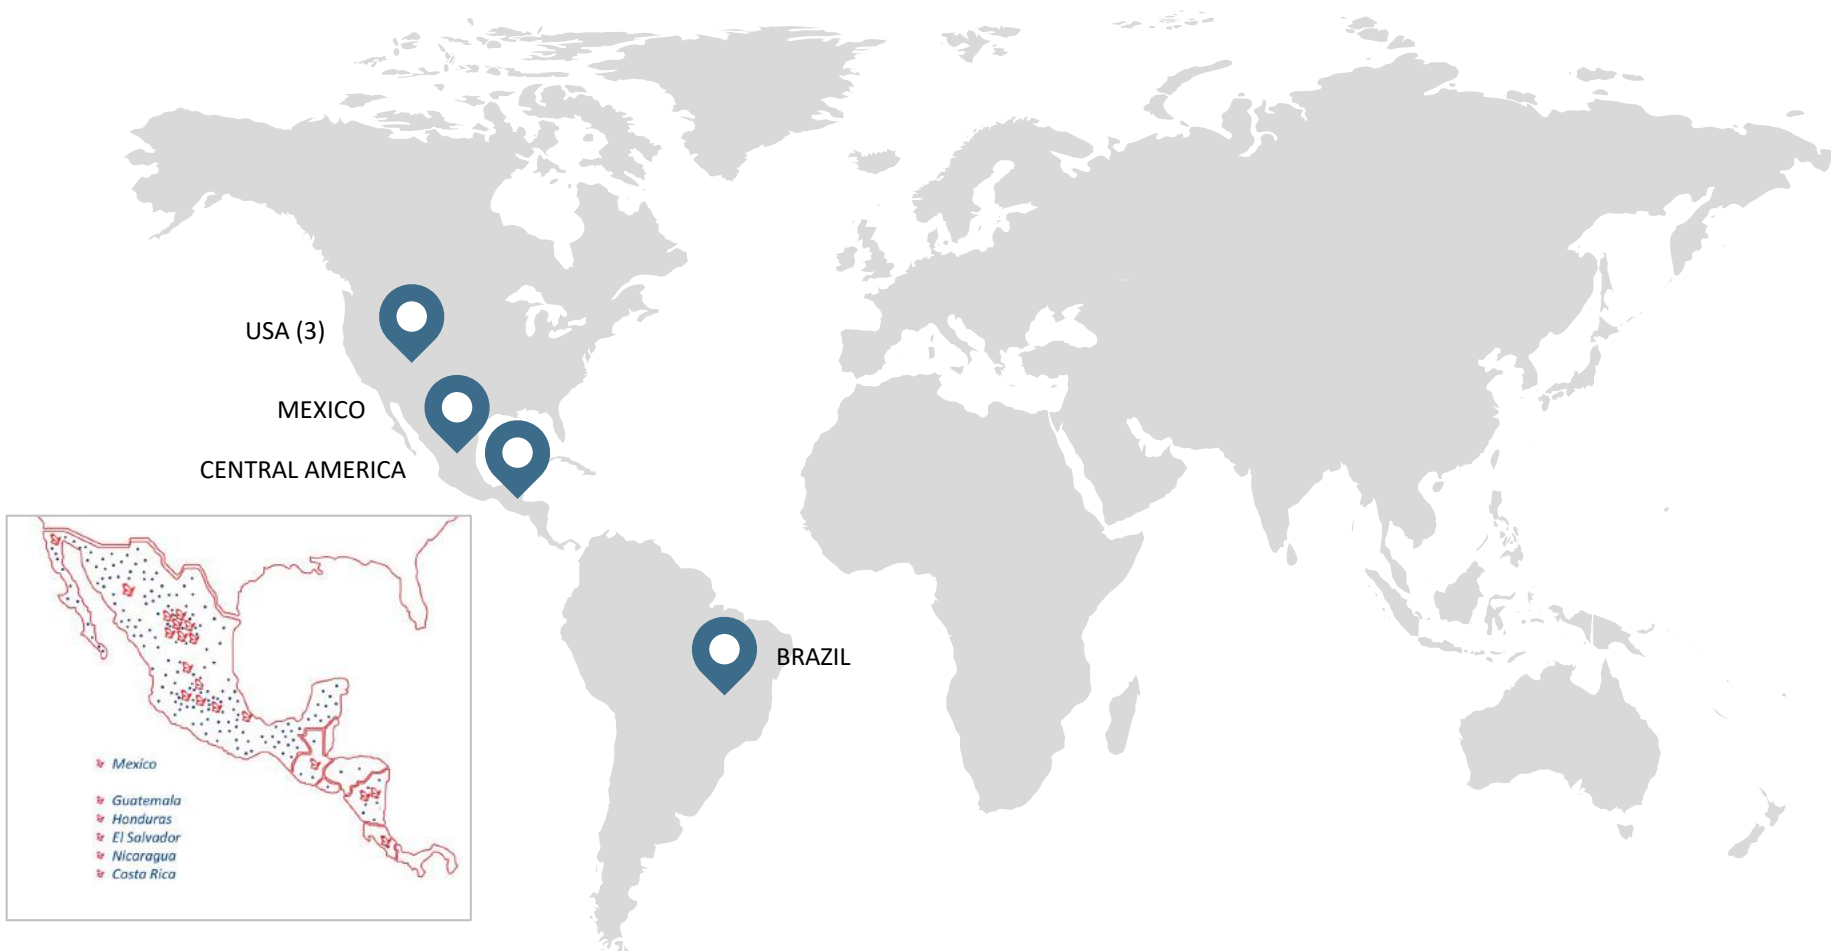 USA (3)
MEXICO
CENTRAL AMERICA
BRAZIL
Mexico
Guatemala
Honduras
El Salvador
Nicaragua
Costa Rica